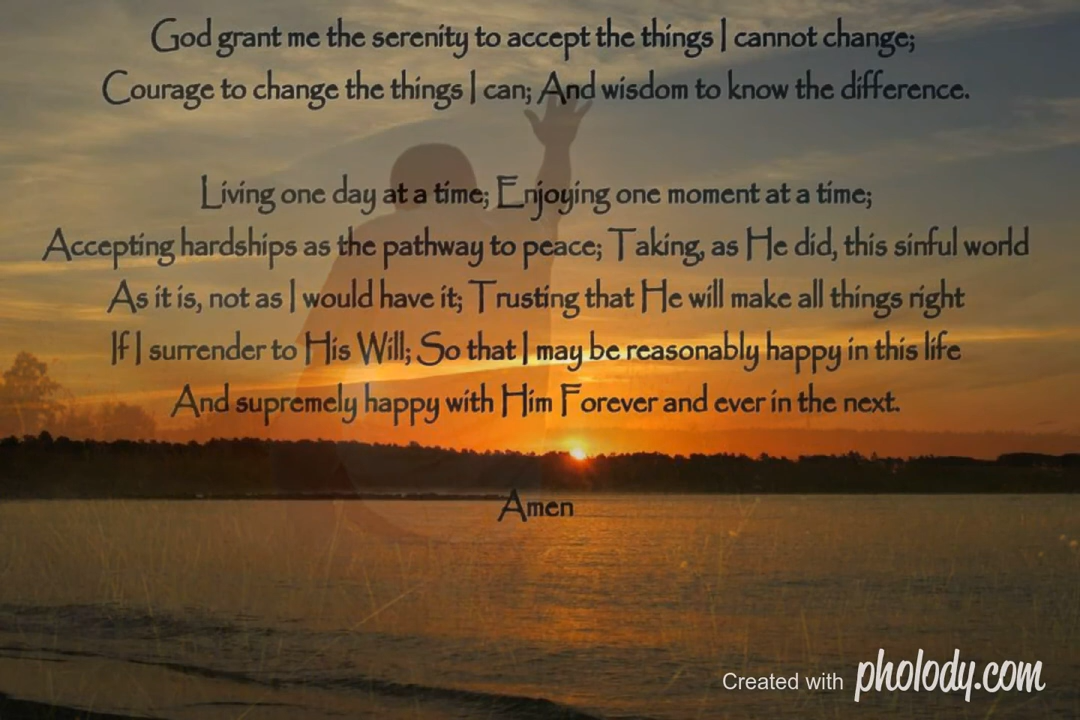 God grant me the serenity to accept the things I cannot change;
Courage to change the things I can; And wisdom to know the difference.
Living one day at a time; Enjoying one moment at a time;
Accepting hardships as the pathway to peace; Taking, as He did, this sinful world
As it is, not as I would have it; Trusting that He will make all things right
If I surrender to His Will; So that I may be reasonably happy in this life
And supremely happy with Him Forever and ever in the next.
Amen
Created with pholody.com